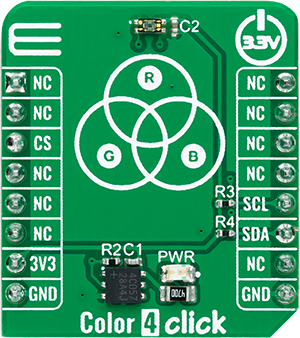 C2
3.3V
R
G
B
NC
NC
CS
NC
NC
NC
3V3
GND
NC
NC
NC
NC
R3
SCL
R4
SDA
NC
GND
R2 C1
PWR
Color 4 click